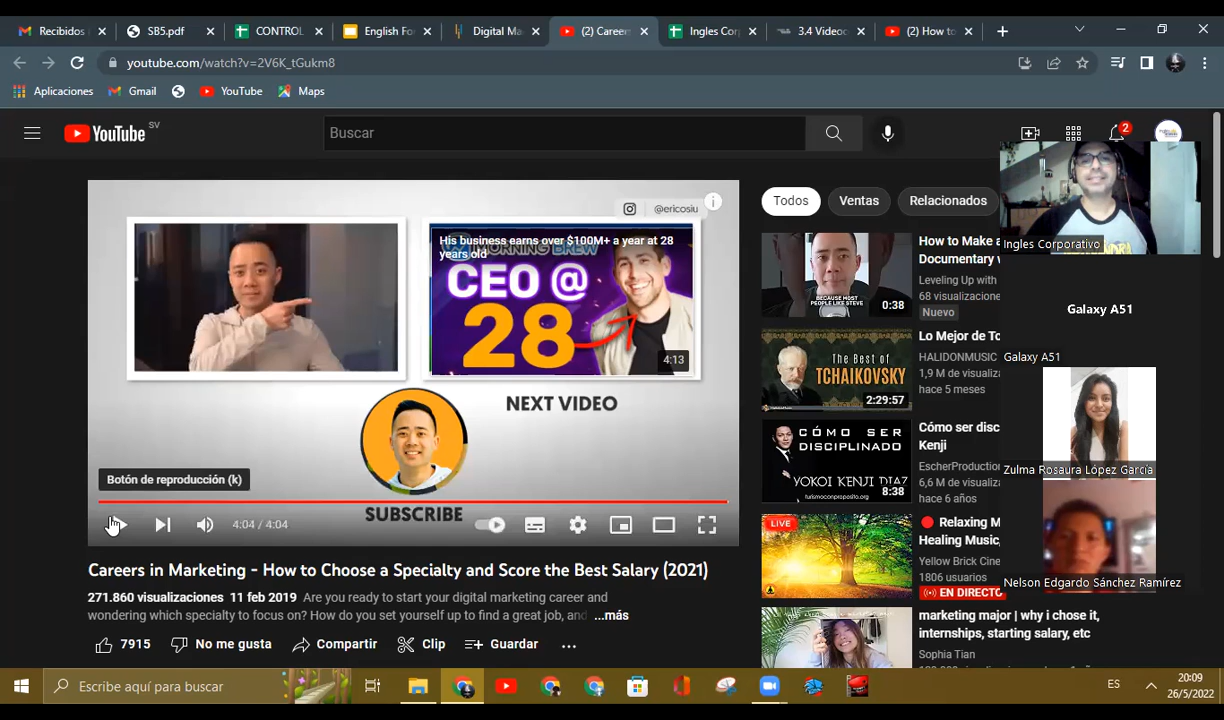 Recibidos
SB5.pdf
CONTROL
English Fo
Digital Ma
(2) Career
Ingles Corp
3.4 Videoc
(2) How to
youtube.com/watch?v=2V6K_tGukm8
Aplicaciones
Gmail
YouTube
Maps
YouTube SV
Buscar
2
@ericosiu
His business earns over $100M+ a year at 28
years old
MORNING BREW
CEO @
28
4:13
NEXT VIDEO
SUBSCRIBE
Botón de reproducción (k)
4:04 / 4:04
Careers in Marketing - How to Choose a Specialty and Score the Best Salary (2021)
271.860 visualizaciones 11 feb 2019 Are you ready to start your digital marketing career and
wondering which specialty to focus on? How do you set yourself up to find a great job, and ...más
7915
No me gusta
Compartir
Clip
Guardar
Todos
Ventas
Relacionados
BECAUSE MOST
PEOPLE LIKE STEVE
0:38
How to Make a
Documentary
Leveling Up with
68 visualizacione
Nuevo
The Best of
TCHAIKOVSKY
2:29:57
Lo Mejor de Tc
HALIDONMUSIC
1,9 M de visualiza
hace 5 meses
CÓMO SER
DISCIPLINADO
YOKOI KENJI DIAZ
turismoconproposito.org
8:38
Cómo ser disc
Kenji
EscherProduction
6,6 M de visualiza
hace 6 años
LIVE
Relaxing M
Healing Music,
Yellow Brick Cine
1806 usuarios
EN DIRECTO
marketing major | why i chose it,
internships, starting salary, etc
Sophia Tian
Ingles Corporativo
Galaxy A51
Galaxy A51
Zulma Rosaura López García
Nelson Edgardo Sánchez Ramírez
Escribe aquí para buscar
ES
20:09
26/5/2022